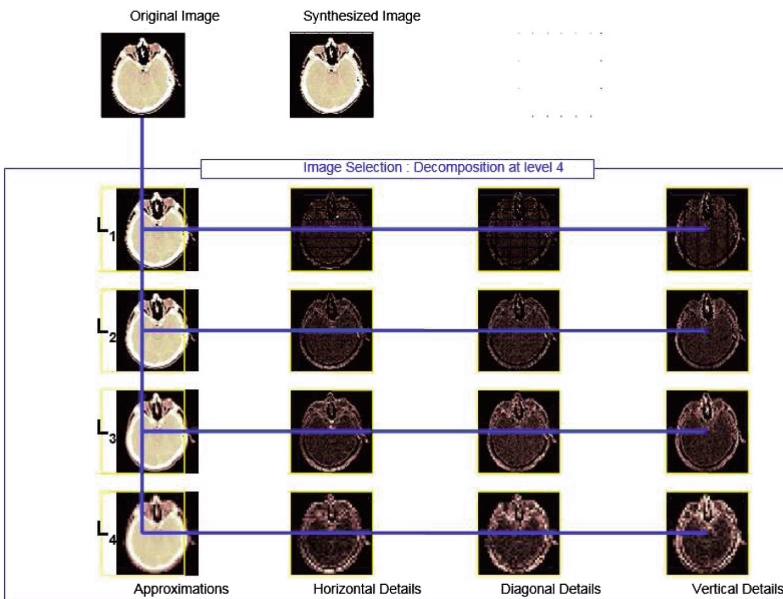 Original Image
Synthesized Image
Image Selection : Decomposition at level 4
L1
L2
L3
L4
Approximations
Horizontal Details
Diagonal Details
Vertical Details